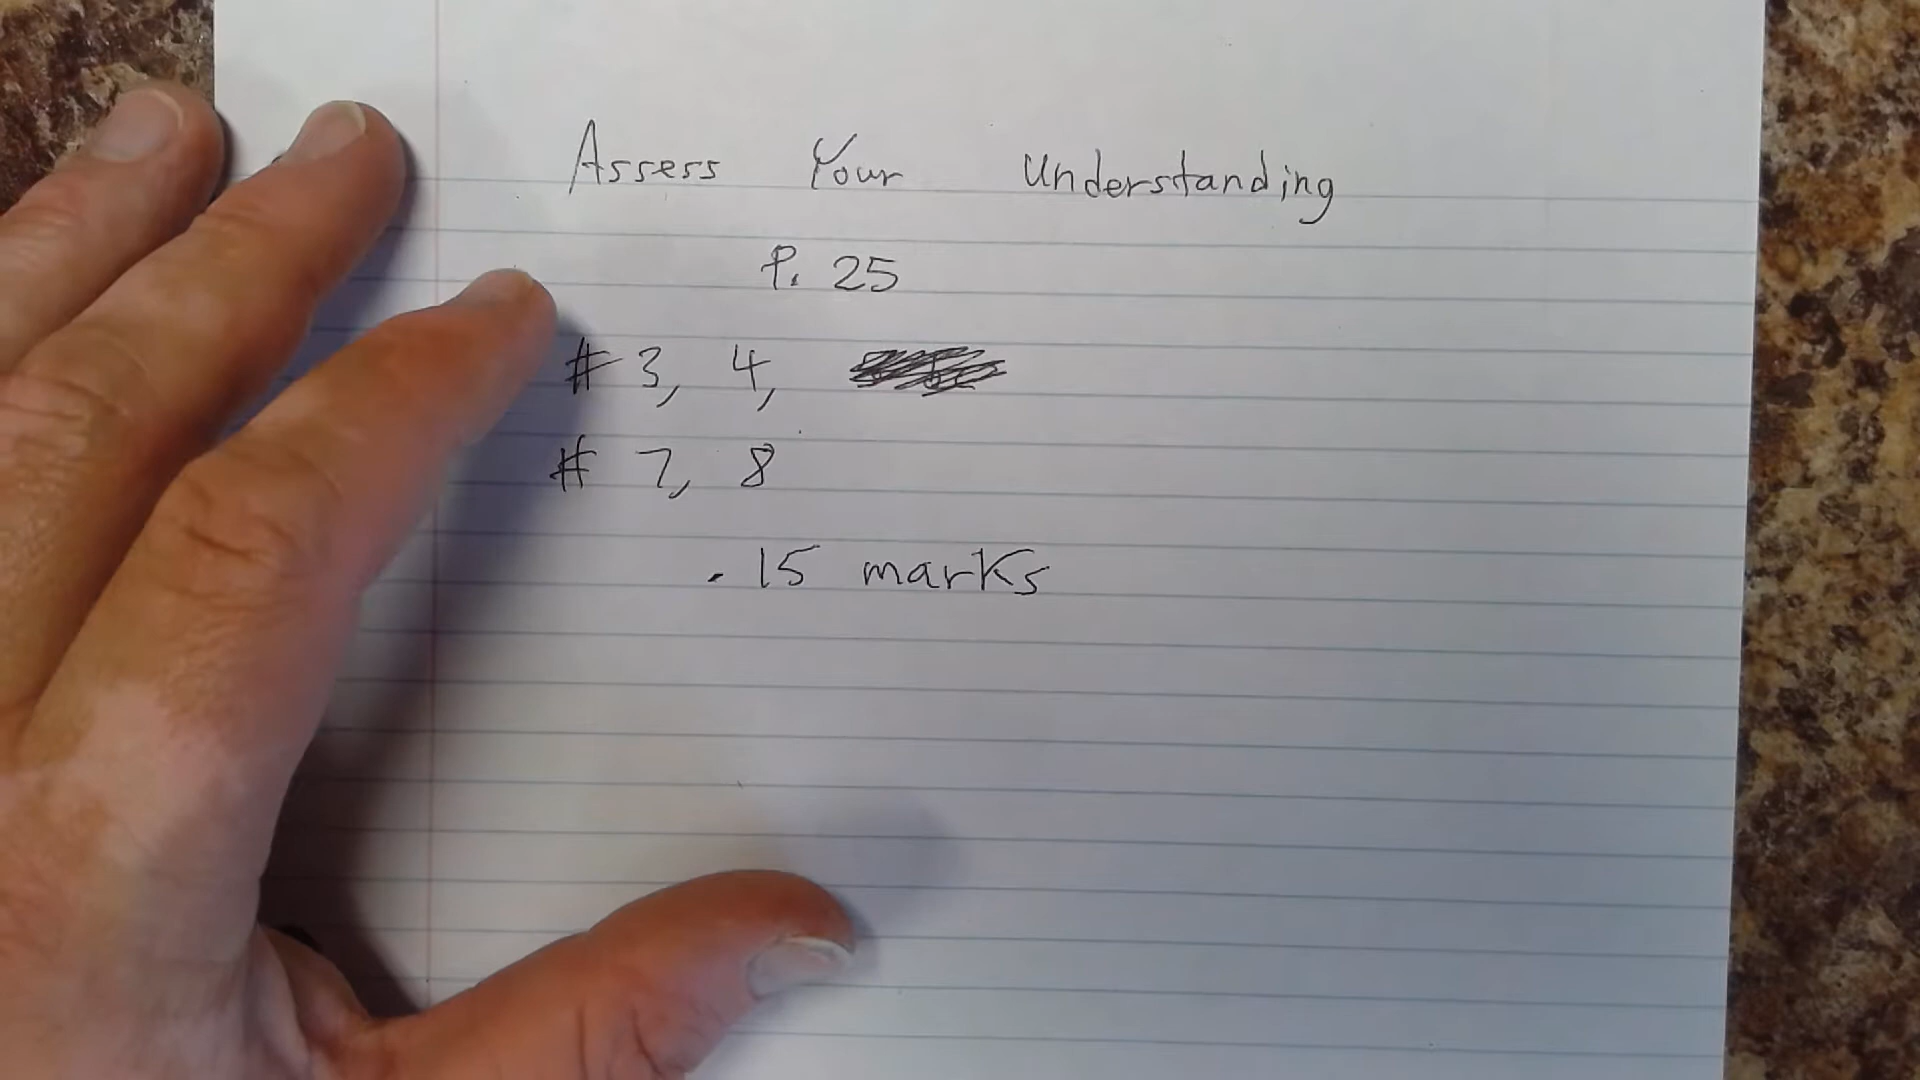 Assess Your Understanding
P. 25
# 3, 4,
# 7, 8
. 15 marks